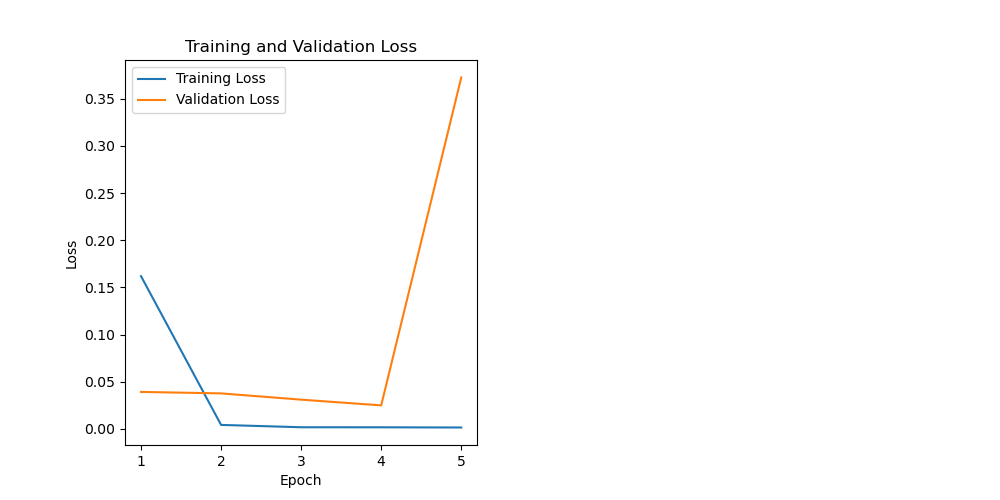 Training and Validation Loss
Training Loss
Validation Loss
0.35
0.30
0.25
0.20
0.15
0.10
0.05
0.00
Loss
1 2 3 4 5
Epoch